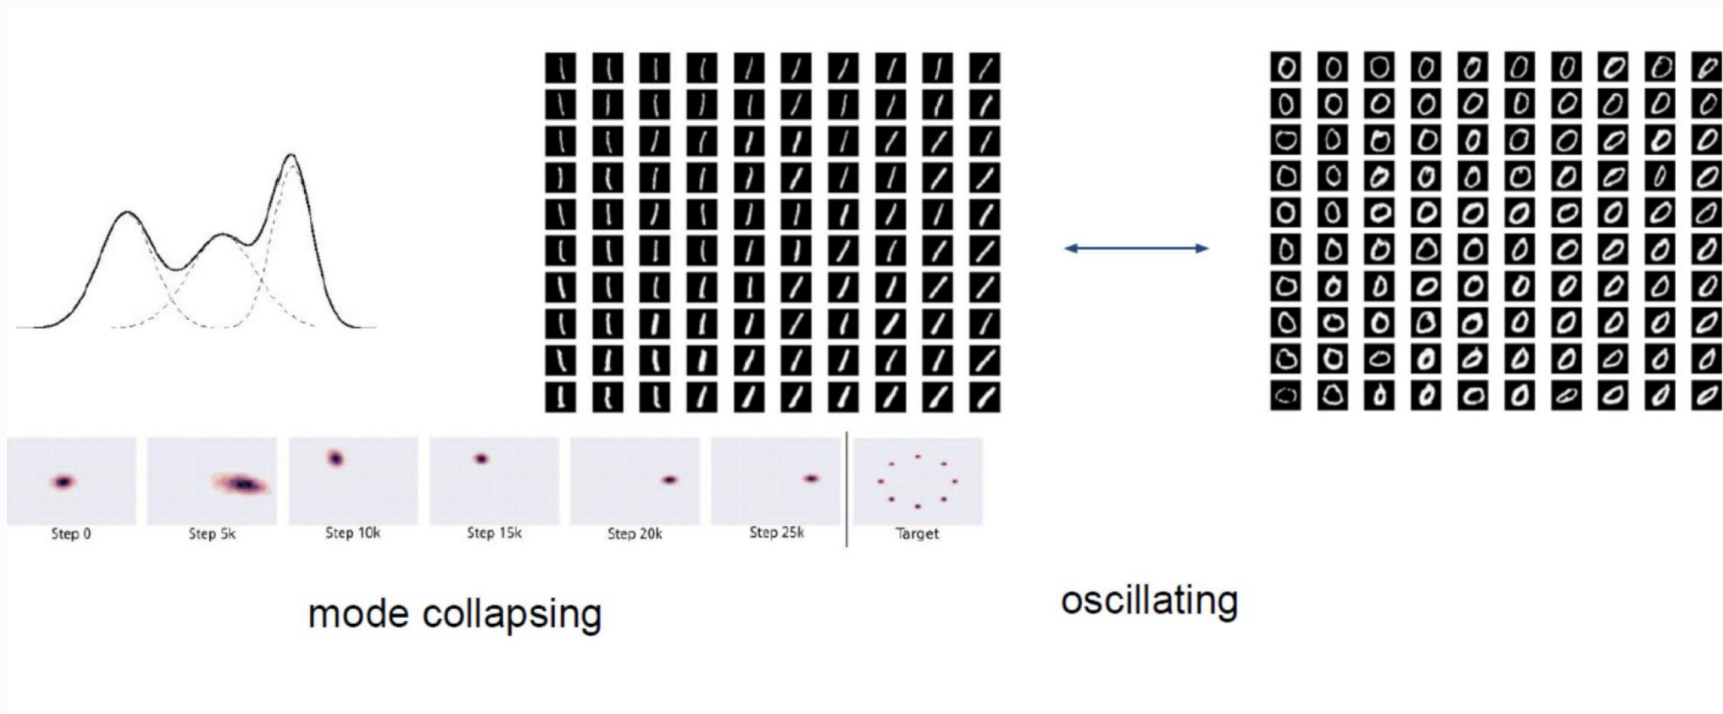 Step 0
Step 5k
Step 10k
Step 15k
Step 20k
Step 25k
Target
mode collapsing
oscillating